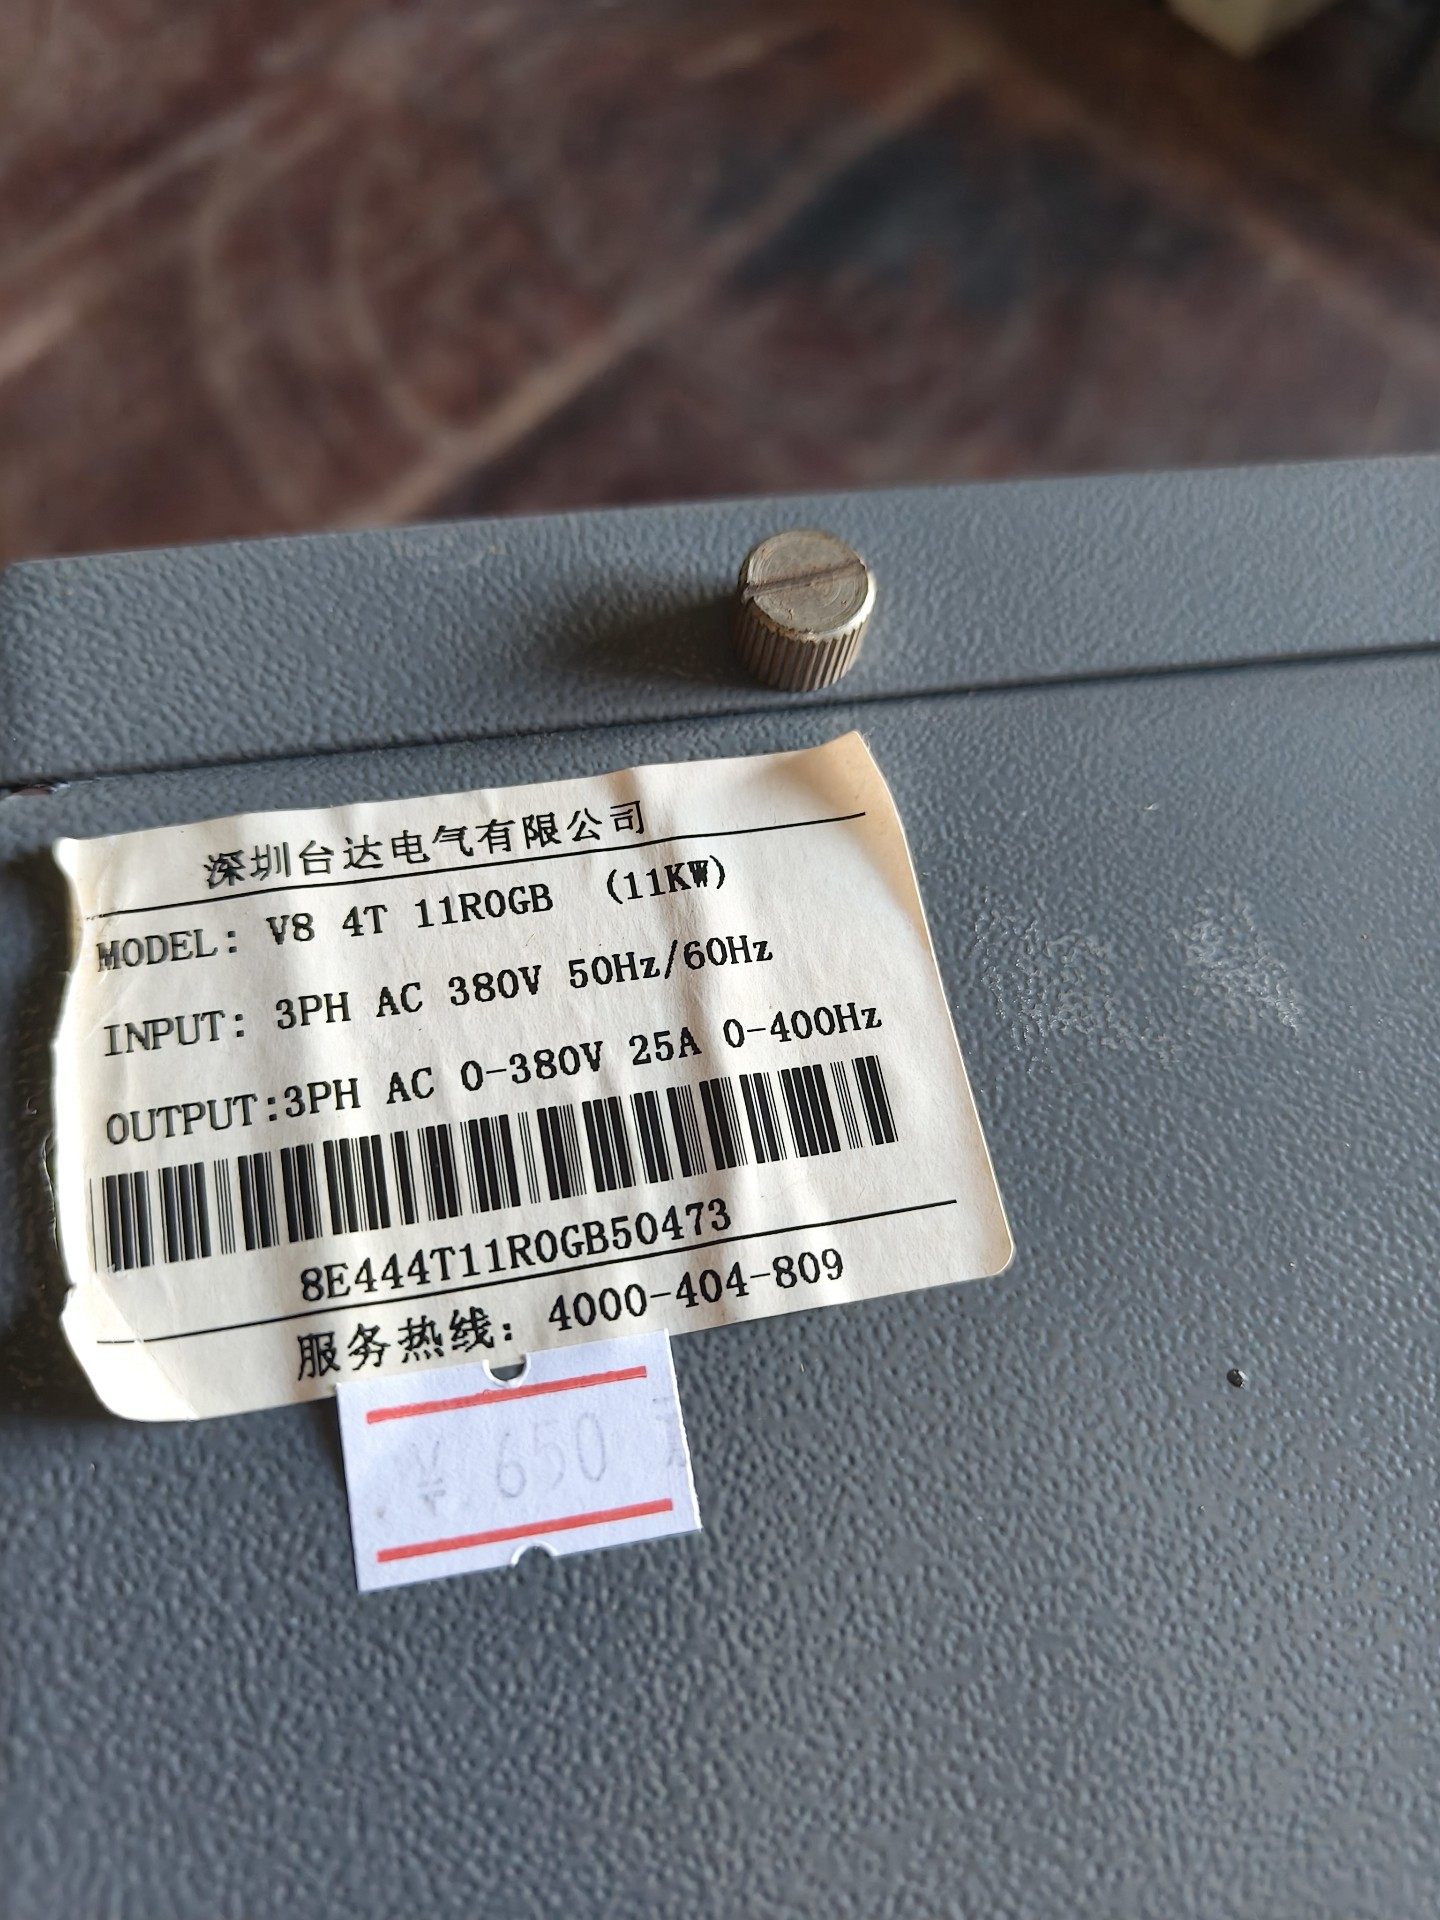 深圳台达电气有限公司
MODEL: V8 4T 11R0GB (11KW)
INPUT: 3PH AC 380V 50Hz/60Hz
OUTPUT:3PH AC 0-380V 25A 0-400Hz
8E444T11R0GB50473
服务热线: 4000-404-809
¥ 650